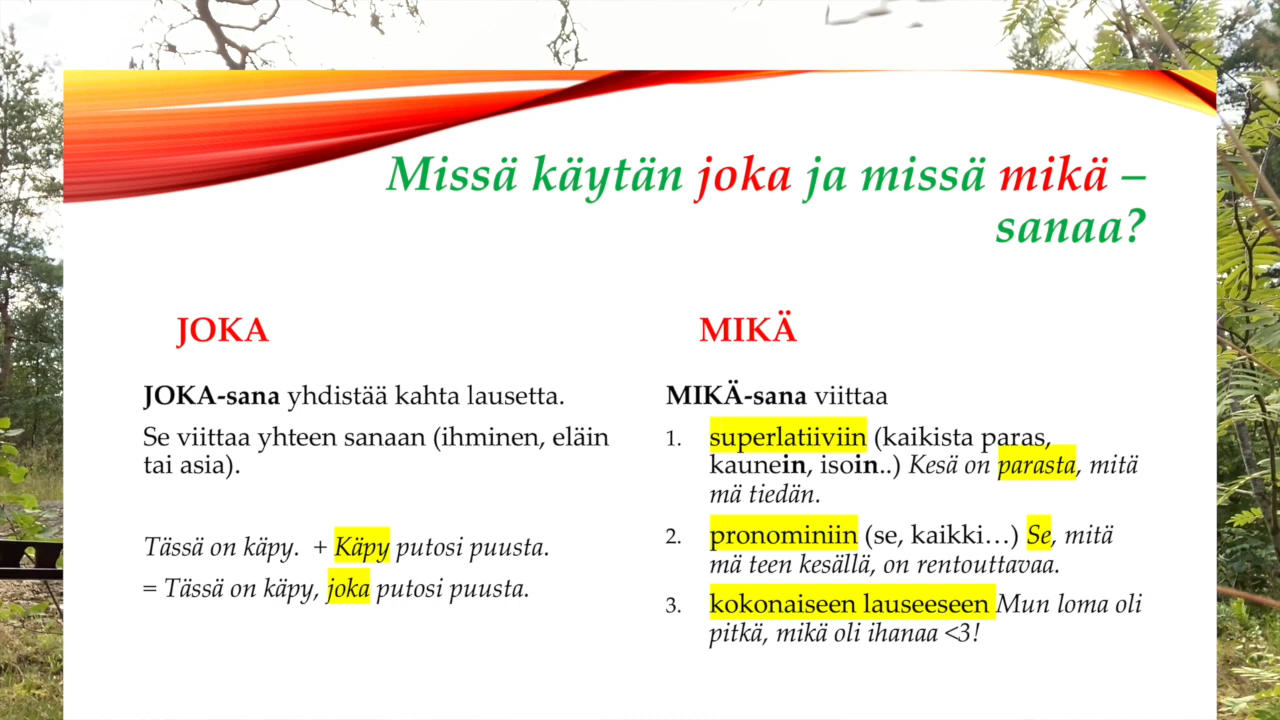 Missä käytän joka ja missä mikä –
sanaa?
JOKA
JOKA-sana yhdistää kahta lausetta.
Se viittaa yhteen sanaan (ihminen, eläin
tai asia).
Tässä on käpy. + Käpy putosi puusta.
= Tässä on käpy, joka putosi puusta.
MIKÄ
MIKÄ-sana viittaa
1. superlatiiviin (kaikista paras,
kaunein, isoin..) Kesä on parasta, mitä
mä tiedän.
2. pronominiin (se, kaikki…) Se, mitä
mä teen kesällä, on rentouttavaa.
3. kokonaiseen lauseeseen Mun loma oli
pitkä, mikä oli ihanaa <3!